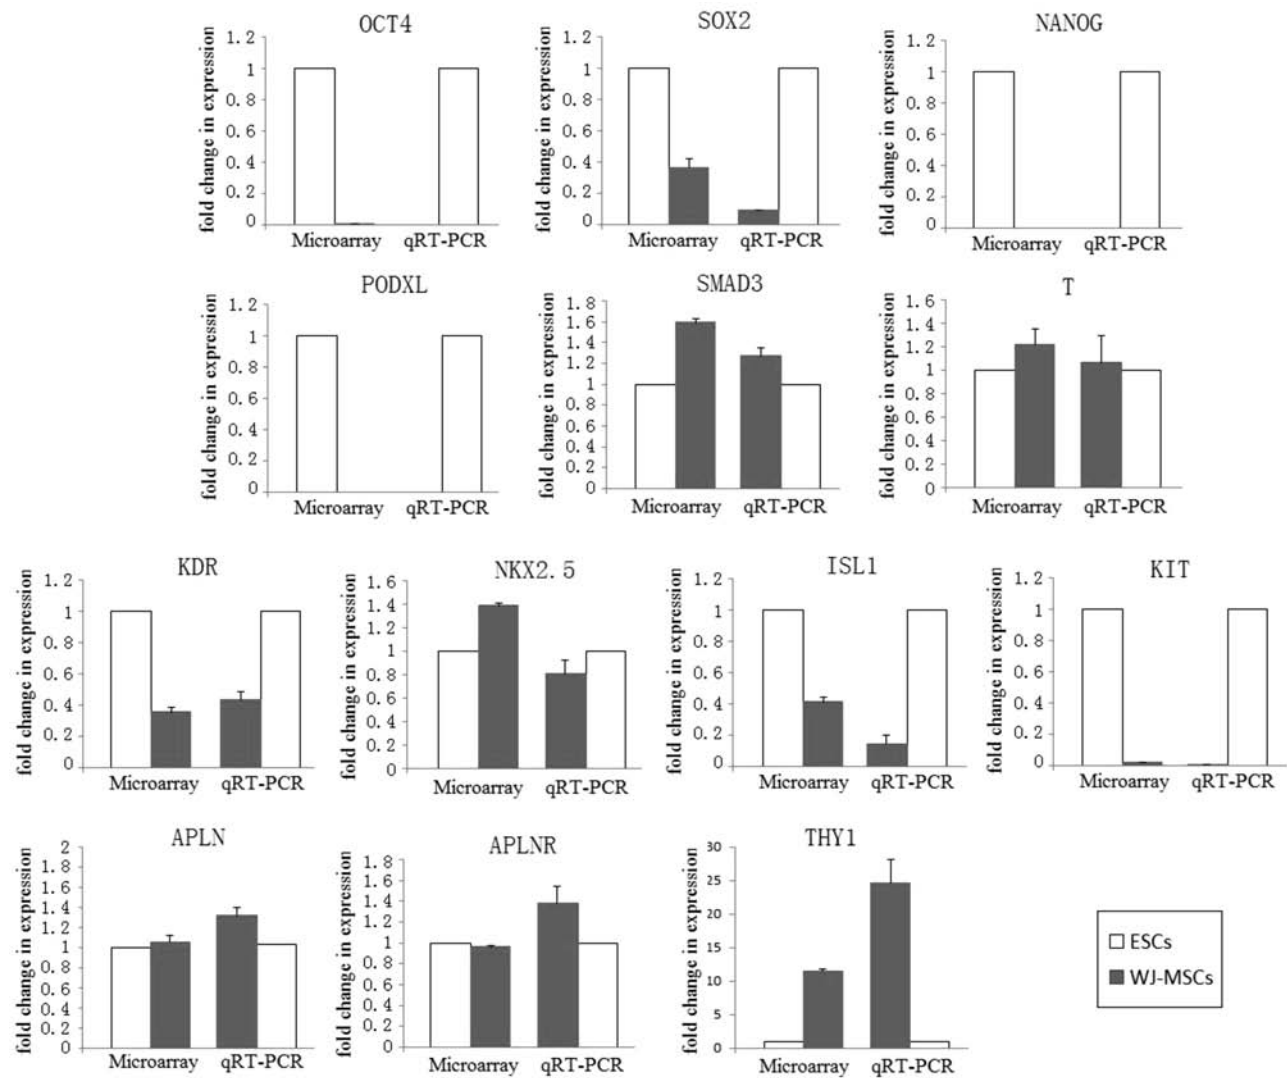 OCT4
fold change in expression
1.2
1
0.8
0.6
0.4
0.2
0
Microarray qRT-PCR
SOX2
fold change in expression
1.2
1
0.8
0.6
0.4
0.2
0
Microarray qRT-PCR
NANOG
fold change in expression
1.2
1
0.8
0.6
0.4
0.2
0
Microarray qRT-PCR
PODXL
fold change in expression
1.2
1
0.8
0.6
0.4
0.2
0
Microarray qRT-PCR
SMAD3
fold change in expression
1.8
1.6
1.4
1.2
1
0.8
0.6
0.4
0.2
0
Microarray qRT-PCR
T
fold change in expression
1.6
1.4
1.2
1
0.8
0.6
0.4
0.2
0
Microarray qRT-PCR
KDR
fold change in expression
1.2
1
0.8
0.6
0.4
0.2
0
Microarray qRT-PCR
NKX2.5
fold change in expression
1.6
1.4
1.2
1
0.8
0.6
0.4
0.2
0
Microarray qRT-PCR
ISL1
fold change in expression
1.2
1
0.8
0.6
0.4
0.2
0
Microarray qRT-PCR
KIT
fold change in expression
1.2
1
0.8
0.6
0.4
0.2
0
Microarray qRT-PCR
APLN
fold change in expression
2
1.8
1.6
1.4
1.2
1
0.8
0.6
0.4
0.2
0
Microarray qRT-PCR
APLNR
fold change in expression
1.8
1.6
1.4
1.2
1
0.8
0.6
0.4
0.2
0
Microarray qRT-PCR
THY1
fold change in expression
30
25
20
15
10
5
0
Microarray qRT-PCR
ESCs
WJ-MSCs